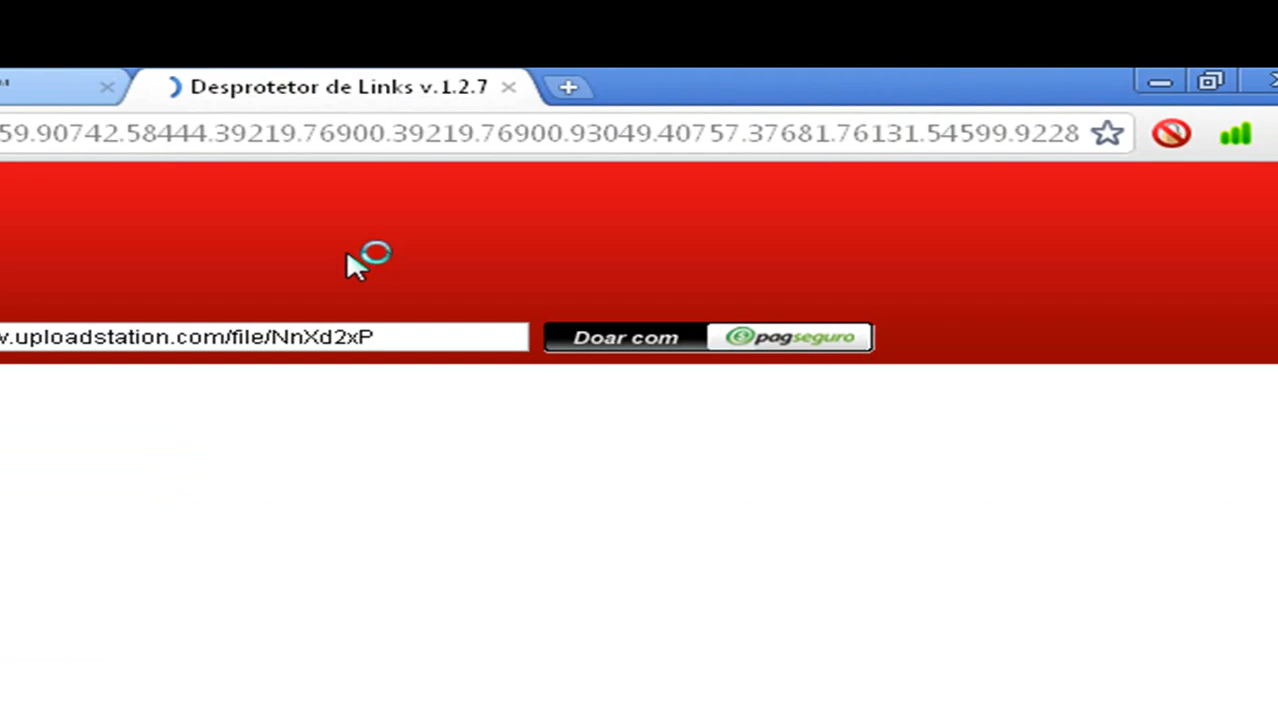 Desprotetor de Links v.1.2.7
59.90742.58444.39219.76900.39219.76900.93049.40757.37681.76131.54599.9228
w.uploadstation.com/file/NnXd2xP
Doar com pagseguro